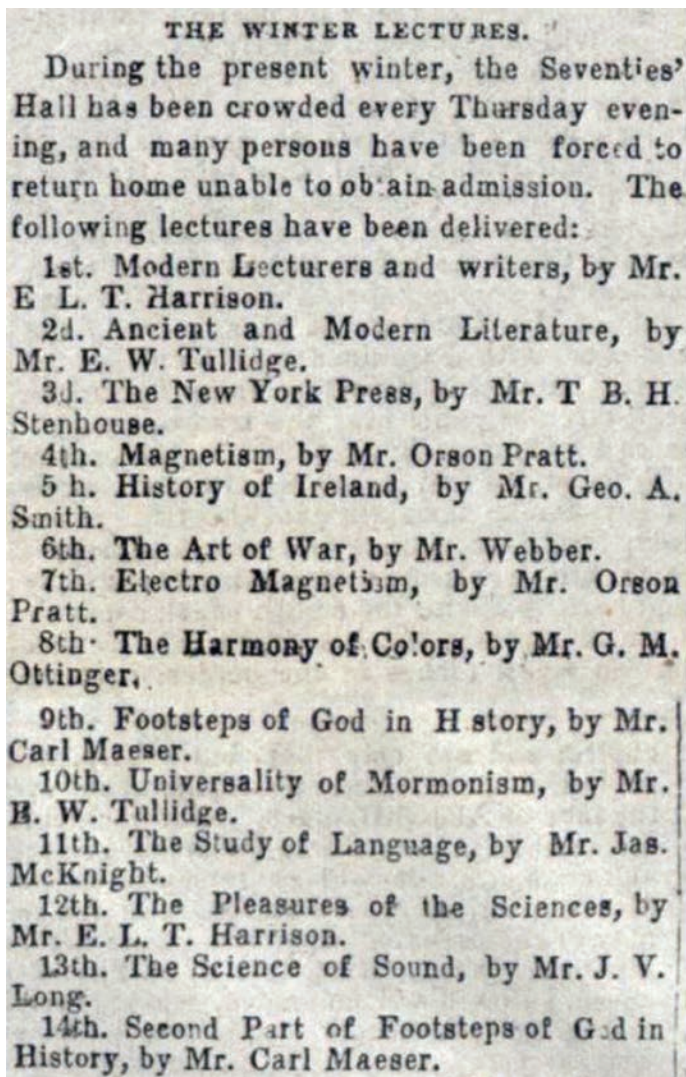 THE WINTER LECTURES.
During the present winter, the Seventies'
Hall has been crowded every Thursday even-
ing, and many persons have been forced to
return home unable to obtain admission. The
following lectures have been delivered:
1st. Modern Lecturers and writers, by Mr.
E L. T. Harrison.
2d. Ancient and Modern Literature, by
Mr. E. W. Tullidge.
3d. The New York Press, by Mr. T B. H.
Stenhouse.
4th. Magnetism, by Mr. Orson Pratt.
5 h. History of Ireland, by Mr. Geo. A.
Smith.
6th. The Art of War, by Mr. Webber.
7th. Electro Magnetism, by Mr. Orson
Pratt.
8th. The Harmony of Colors, by Mr. G. M.
Ottinger.
9th. Footsteps of God in H story, by Mr.
Carl Maeser.
10th. Universality of Mormonism, by Mr.
E. W. Tullidge.
11th. The Study of Language, by Mr. Jas.
McKnight.
12th. The Pleasures of the Sciences, by
Mr. E. L. T. Harrison.
13th. The Science of Sound, by Mr. J. V.
Long.
14th. Second Part of Footsteps of God in
History, by Mr. Carl Maeser.